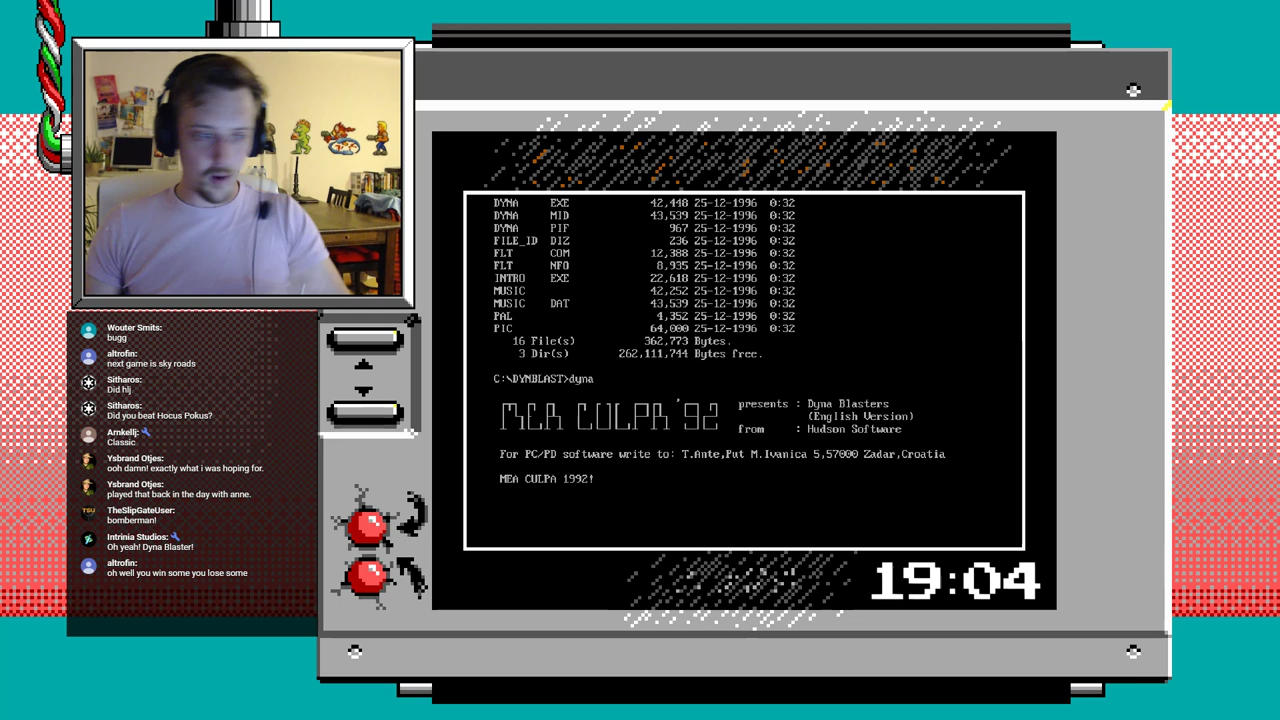 Wouter Smits:
bugg
altrofin:
next game is sky roads
Sitharos:
Did hlj
Sitharos:
Did you beat Hocus Pokus?
Arnkellj:
Classic
Ysbrand Otjes:
ooh damn! exactly what i was hoping for.
Ysbrand Otjes:
played that back in the day with anne.
TSU
TheSlipGateUser:
bomberman!
Intrinia Studios:
Oh yeah! Dyna Blaster!
altrofin:
oh well you win some you lose some
DYNA EXE 42,448 25-12-1996 0:32
DYNA MID 43,539 25-12-1996 0:32
DYNA PIF 967 25-12-1996 0:32
FILE_ID DIZ 236 25-12-1996 0:32
FLT COM 12,388 25-12-1996 0:32
FLT NFO 8,935 25-12-1996 0:32
INTRO EXE 22,618 25-12-1996 0:32
MUSIC 42,252 25-12-1996 0:32
MUSIC DAT 43,539 25-12-1996 0:32
PAL 4,352 25-12-1996 0:32
PIC 64,000 25-12-1996 0:32
16 File(s) 362,773 Bytes.
3 Dir(s) 262,111,744 Bytes free.
C:\DYNBLAST>dyna
MEA CULPA '92
presents : Dyna Blasters
(English Version)
from : Hudson Software
For PC/PD software write to: T.Ante,Put M.Ivanica 5,57000 Zadar,Croatia
MEA CULPA 1992!
19:04